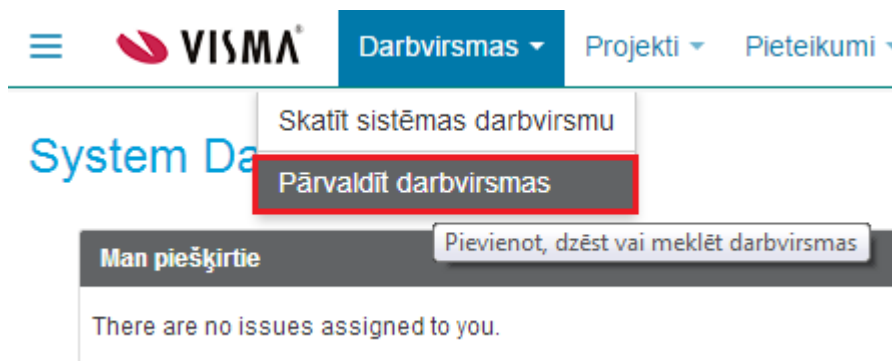 VISMA Darbvirsmas Projekti Pieteikumi
Skatīt sistēmas darbvirsmu
System Da
Pārvaldīt darbvirsmas
Pievienot, dzēst vai meklēt darbvirsmas
Man piešķirtie
There are no issues assigned to you.